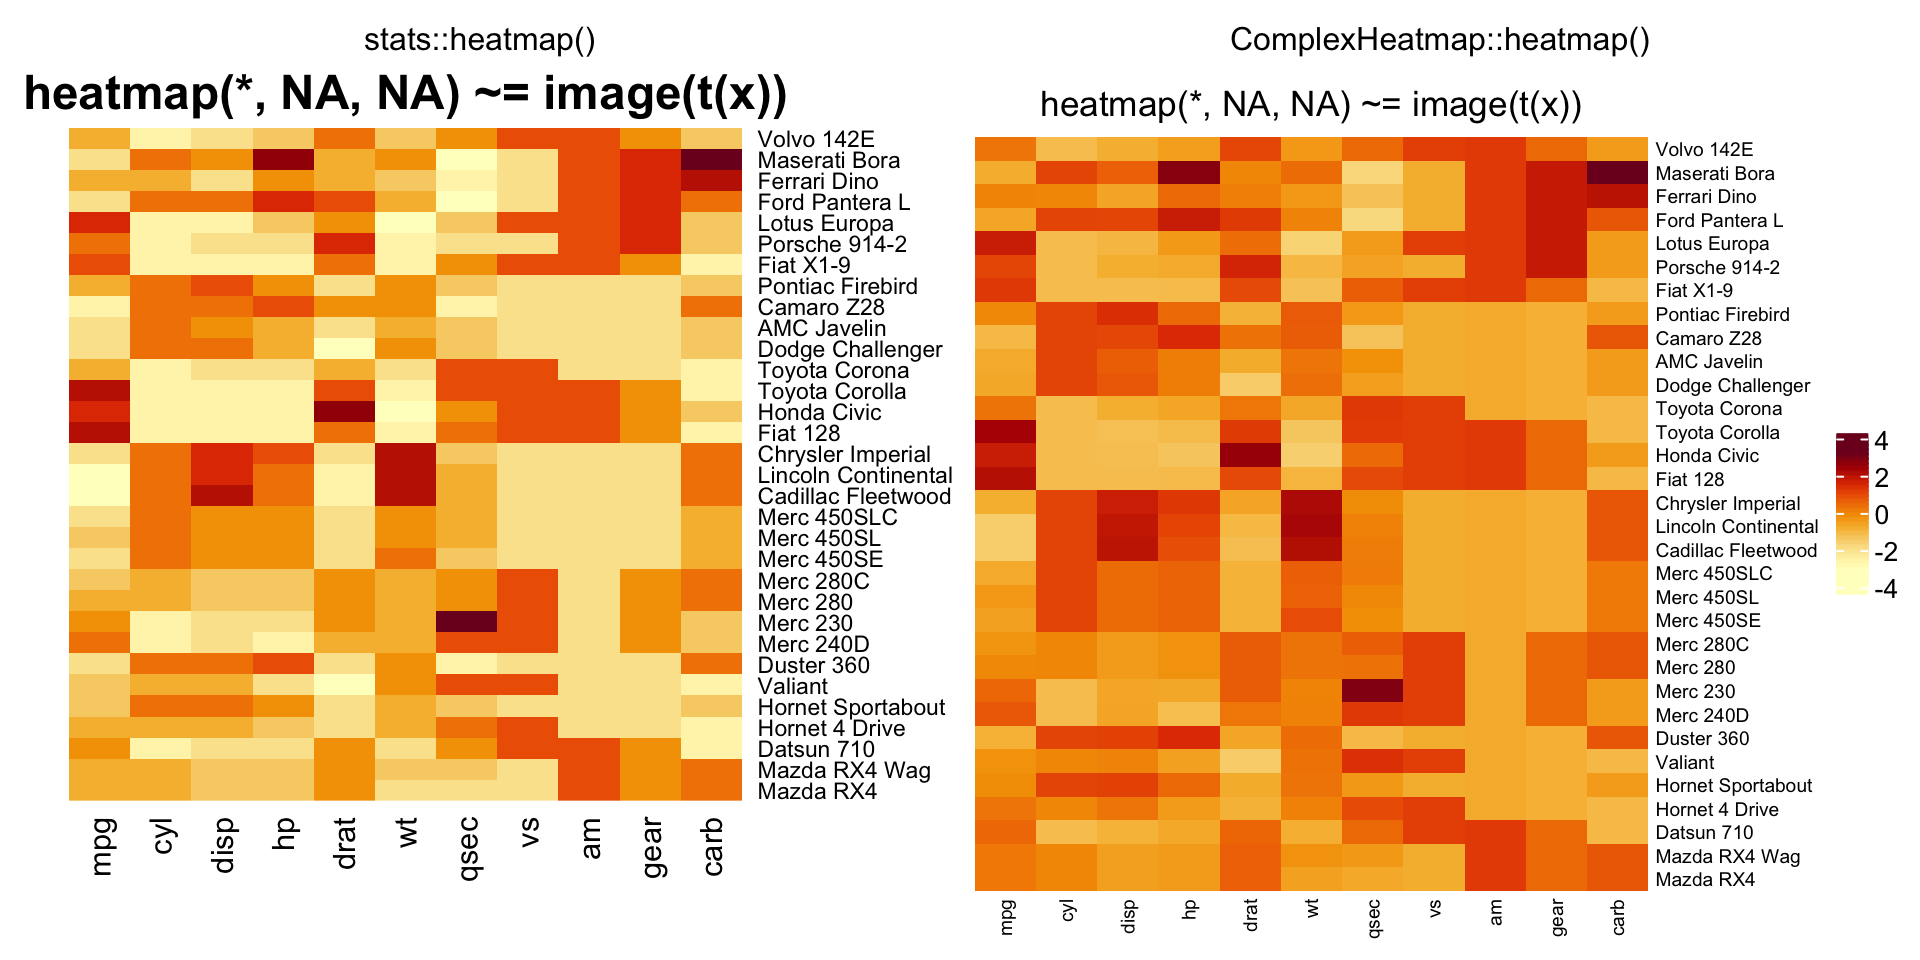 stats::heatmap()
heatmap(*, NA, NA) ~= image(t(x))
Volvo 142E
Maserati Bora
Ferrari Dino
Ford Pantera L
Lotus Europa
Porsche 914-2
Fiat X1-9
Pontiac Firebird
Camaro Z28
AMC Javelin
Dodge Challenger
Toyota Corona
Toyota Corolla
Honda Civic
Fiat 128
Chrysler Imperial
Lincoln Continental
Cadillac Fleetwood
Merc 450SLC
Merc 450SL
Merc 450SE
Merc 280C
Merc 280
Merc 230
Merc 240D
Duster 360
Valiant
Hornet Sportabout
Hornet 4 Drive
Datsun 710
Mazda RX4 Wag
Mazda RX4
mpg
cyl
disp
hp
drat
wt
qsec
vs
am
gear
carb
ComplexHeatmap::heatmap()
heatmap(*, NA, NA) ~= image(t(x))
Volvo 142E
Maserati Bora
Ferrari Dino
Ford Pantera L
Lotus Europa
Porsche 914-2
Fiat X1-9
Pontiac Firebird
Camaro Z28
AMC Javelin
Dodge Challenger
Toyota Corona
Toyota Corolla
Honda Civic
Fiat 128
Chrysler Imperial
Lincoln Continental
Cadillac Fleetwood
Merc 450SLC
Merc 450SL
Merc 450SE
Merc 280C
Merc 280
Merc 230
Merc 240D
Duster 360
Valiant
Hornet Sportabout
Hornet 4 Drive
Datsun 710
Mazda RX4 Wag
Mazda RX4
mpg
cyl
disp
hp
drat
wt
qsec
vs
am
gear
carb
4
2
0
-2
-4